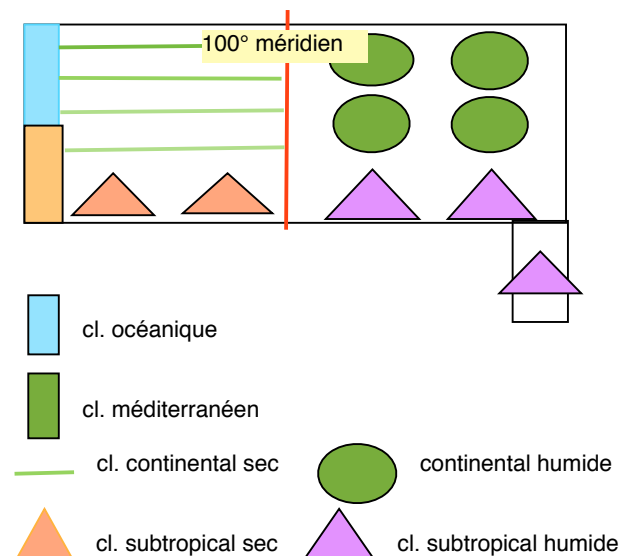 100° méridien
cl. océanique
cl. méditerranéen
cl. continental sec
continental humide
cl. subtropical sec
cl. subtropical humide